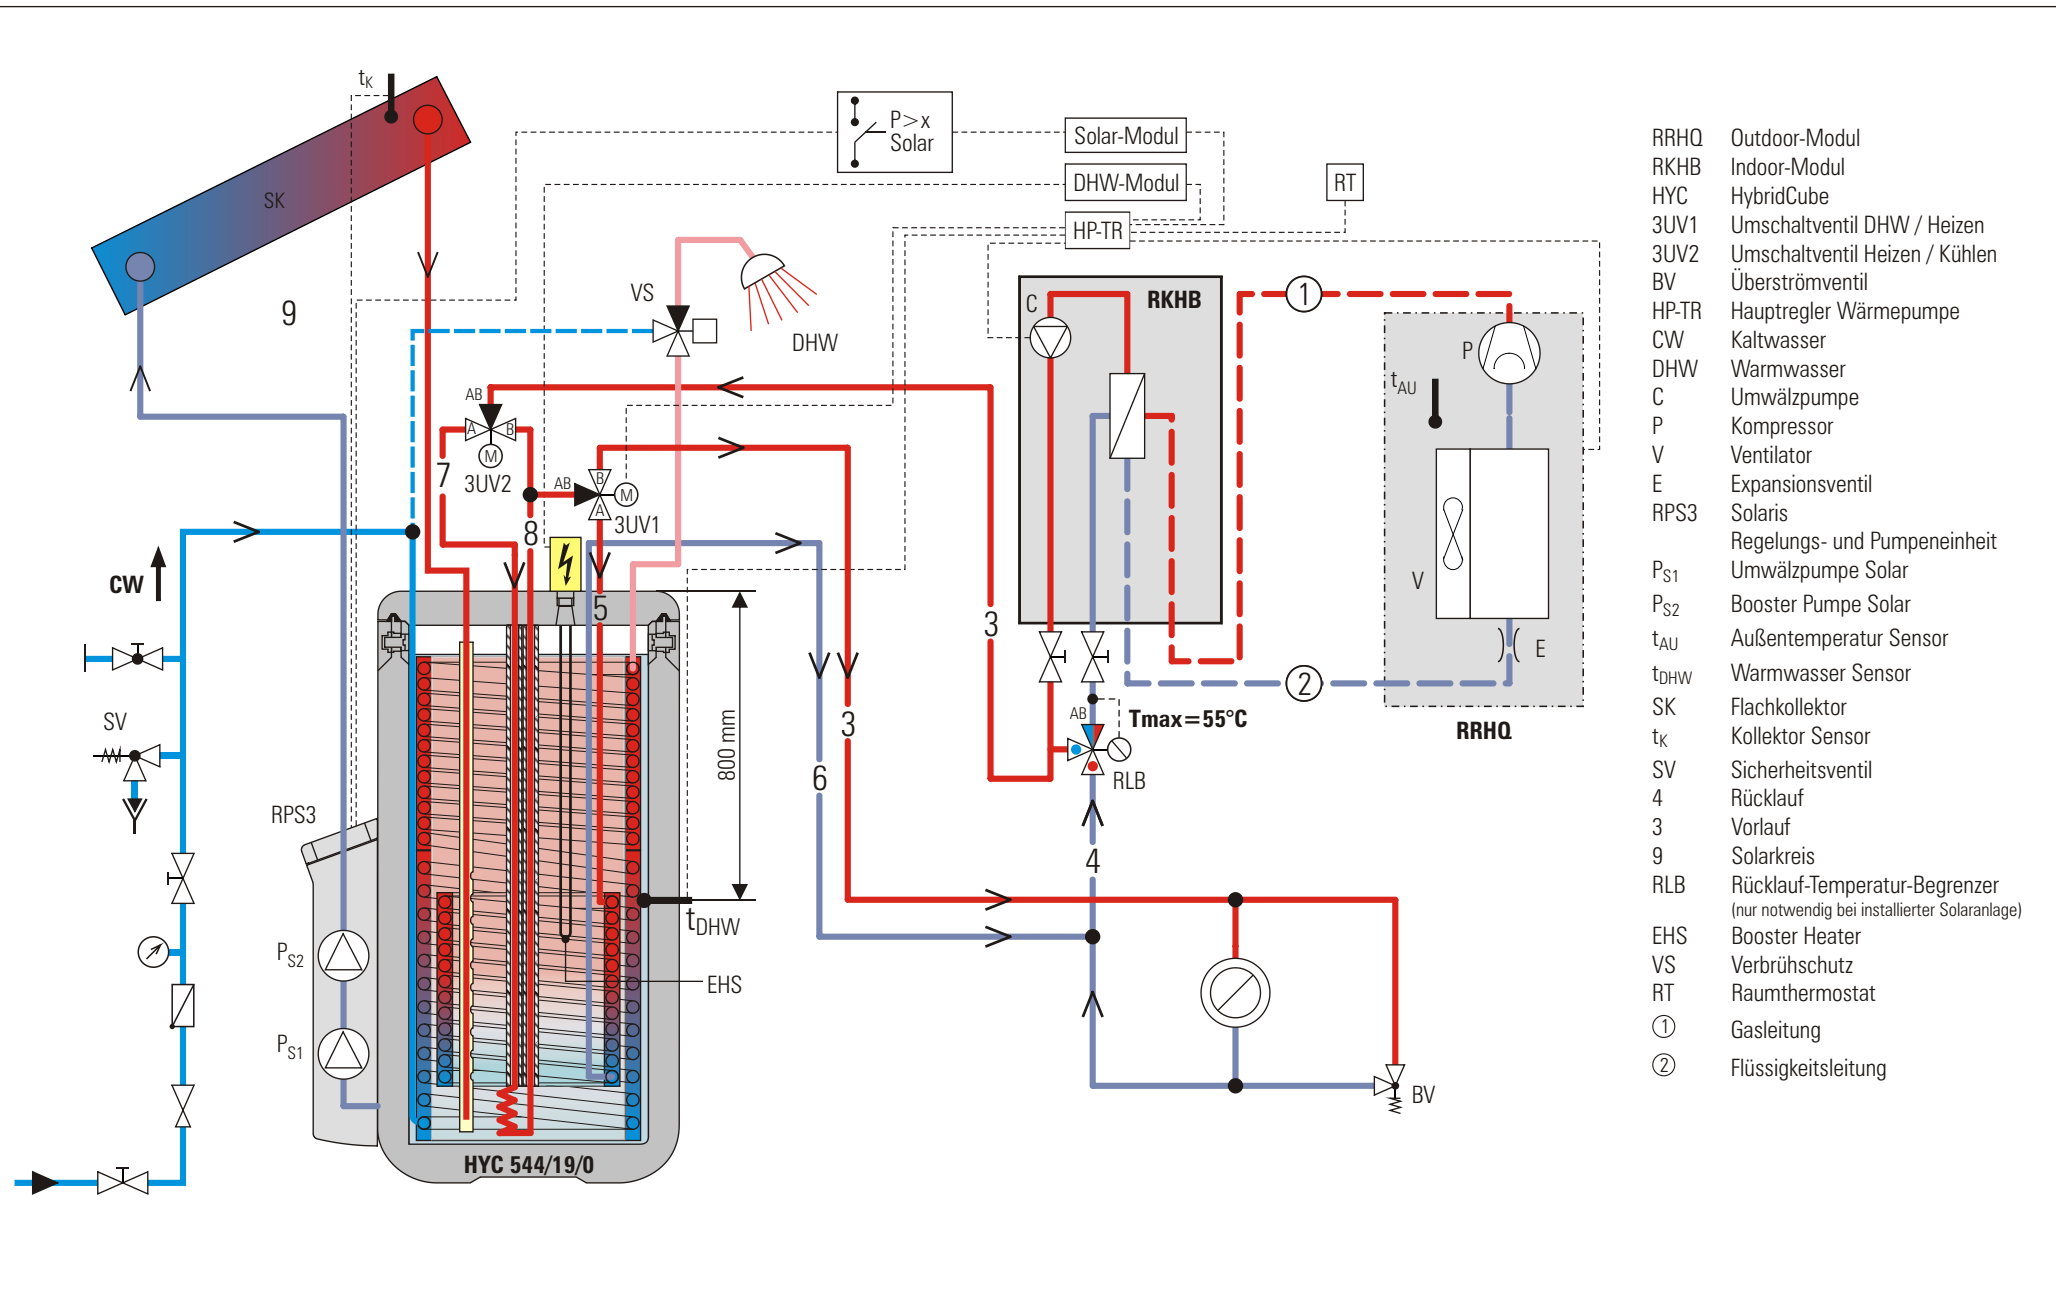 tK
SK
9
P>x
Solar
Solar-Modul
DHW-Modul
HP-TR
RT
VS
DHW
AB
A
B
M
3UV2
7
8
AB
B
A
M
3UV1
5
C
RKHB
1
2
P
tAU
V
E
RRHQ
3
3
6
4
AB
Tmax=55°C
RLB
CW
SV
RPS3
PS2
PS1
800 mm
tDHW
EHS
HYC 544/19/0
BV
RRHQ Outdoor-Modul
RKHB Indoor-Modul
HYC HybridCube
3UV1 Umschaltventil DHW / Heizen
3UV2 Umschaltventil Heizen / Kühlen
BV Überströmventil
HP-TR Hauptregler Wärmepumpe
CW Kaltwasser
DHW Warmwasser
C Umwälzpumpe
P Kompressor
V Ventilator
E Expansionsventil
RPS3 Solaris
Regelungs- und Pumpeneinheit
PS1 Umwälzpumpe Solar
PS2 Booster Pumpe Solar
tAU Außentemperatur Sensor
tDHW Warmwasser Sensor
SK Flachkollektor
tK Kollektor Sensor
SV Sicherheitsventil
4 Rücklauf
3 Vorlauf
9 Solarkreis
RLB Rücklauf-Temperatur-Begrenzer
(nur notwendig bei installierter Solaranlage)
EHS Booster Heater
VS Verbrühschutz
RT Raumthermostat
1 Gasleitung
2 Flüssigkeitsleitung